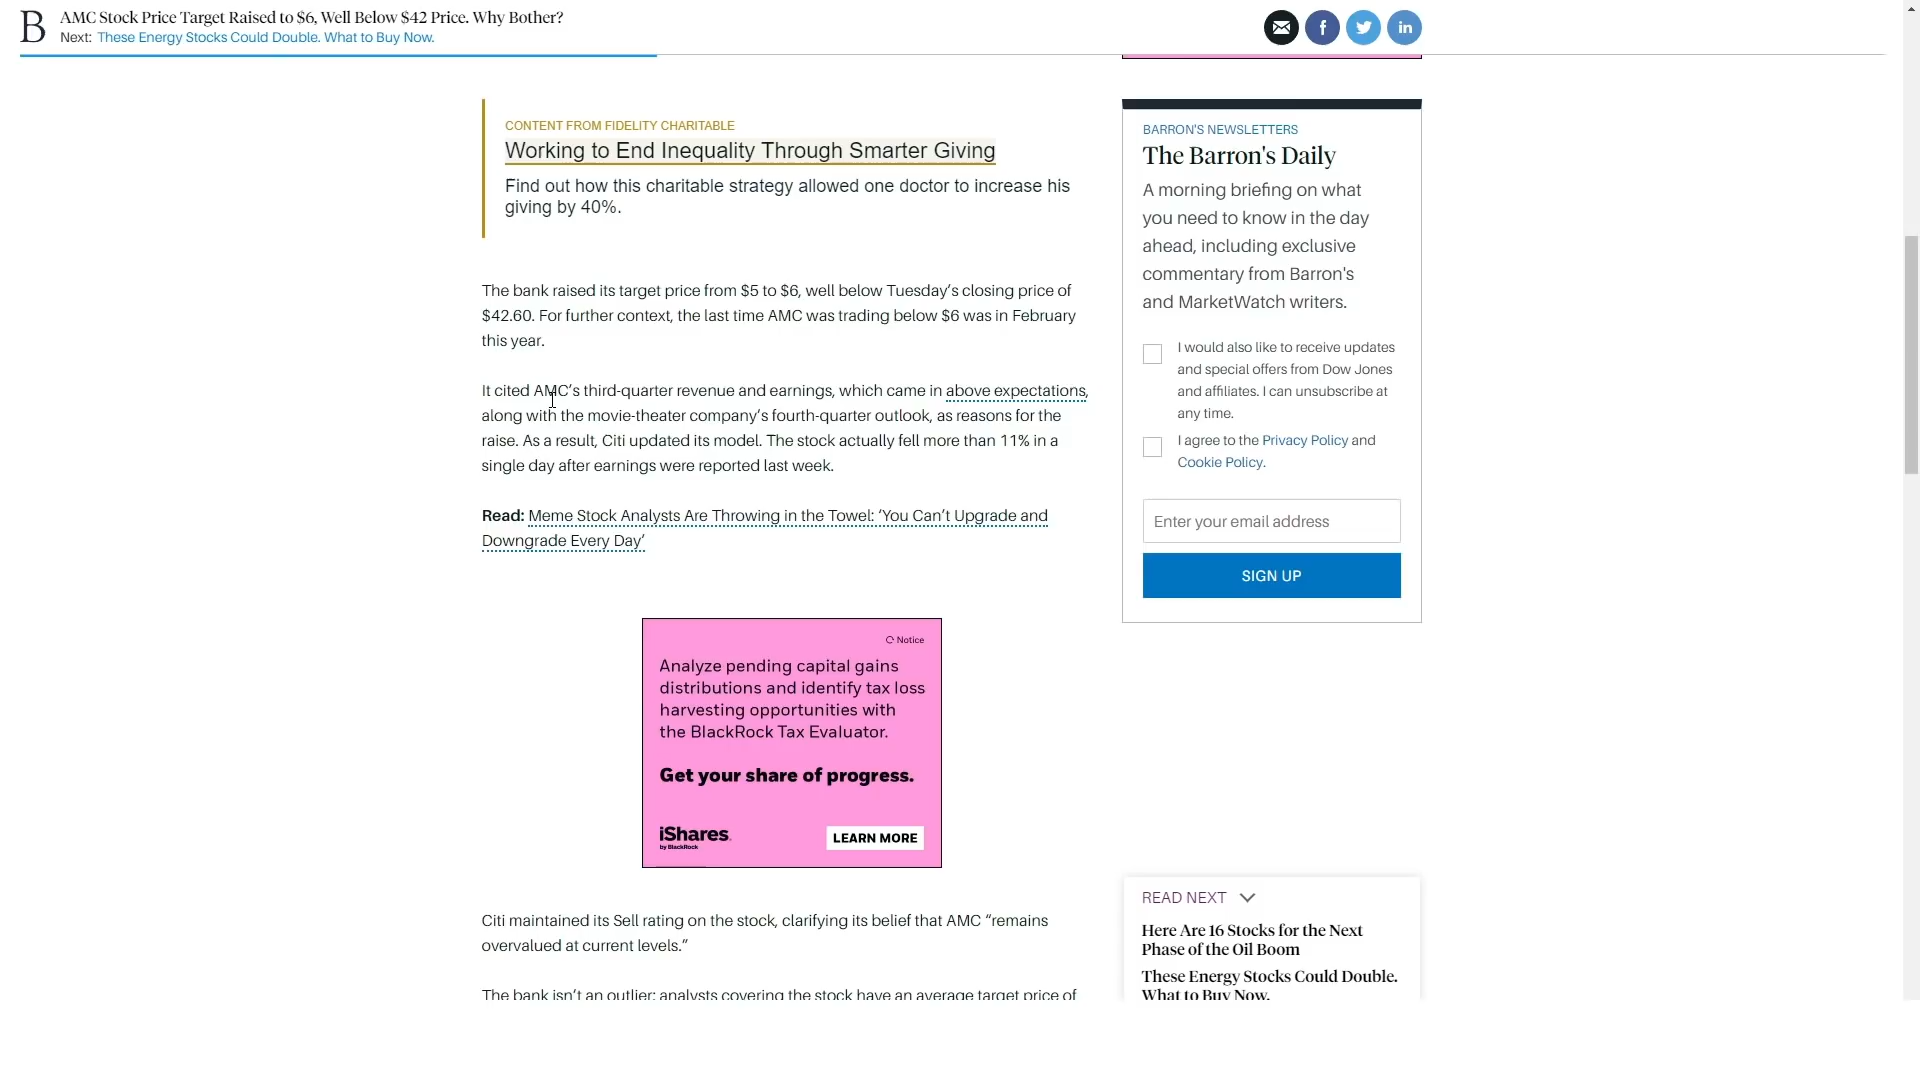 B
AMC Stock Price Target Raised to $6, Well Below $42 Price. Why Bother?
Next: These Energy Stocks Could Double. What to Buy Now.
f
in
CONTENT FROM FIDELITY CHARITABLE
Working to End Inequality Through Smarter Giving
Find out how this charitable strategy allowed one doctor to increase his
giving by 40%.
The bank raised its target price from $5 to $6, well below Tuesday’s closing price of
$42.60. For further context, the last time AMC was trading below $6 was in February
this year.
It cited AMC’s third-quarter revenue and earnings, which came in above expectations,
along with the movie-theater company’s fourth-quarter outlook, as reasons for the
raise. As a result, Citi updated its model. The stock actually fell more than 11% in a
single day after earnings were reported last week.
Read: Meme Stock Analysts Are Throwing in the Towel: ‘You Can’t Upgrade and
Downgrade Every Day’
Notice
Analyze pending capital gains
distributions and identify tax loss
harvesting opportunities with
the BlackRock Tax Evaluator.
Get your share of progress.
iShares.
by BlackRock
LEARN MORE
Citi maintained its Sell rating on the stock, clarifying its belief that AMC “remains
overvalued at current levels.”
The bank isn’t an outlier: analysts covering the stock have an average target price of
BARRON'S NEWSLETTERS
The Barron's Daily
A morning briefing on what
you need to know in the day
ahead, including exclusive
commentary from Barron's
and MarketWatch writers.
I would also like to receive updates
and special offers from Dow Jones
and affiliates. I can unsubscribe at
any time.
I agree to the Privacy Policy and
Cookie Policy.
Enter your email address
SIGN UP
READ NEXT
Here Are 16 Stocks for the Next
Phase of the Oil Boom
These Energy Stocks Could Double.
What to Buy Now.